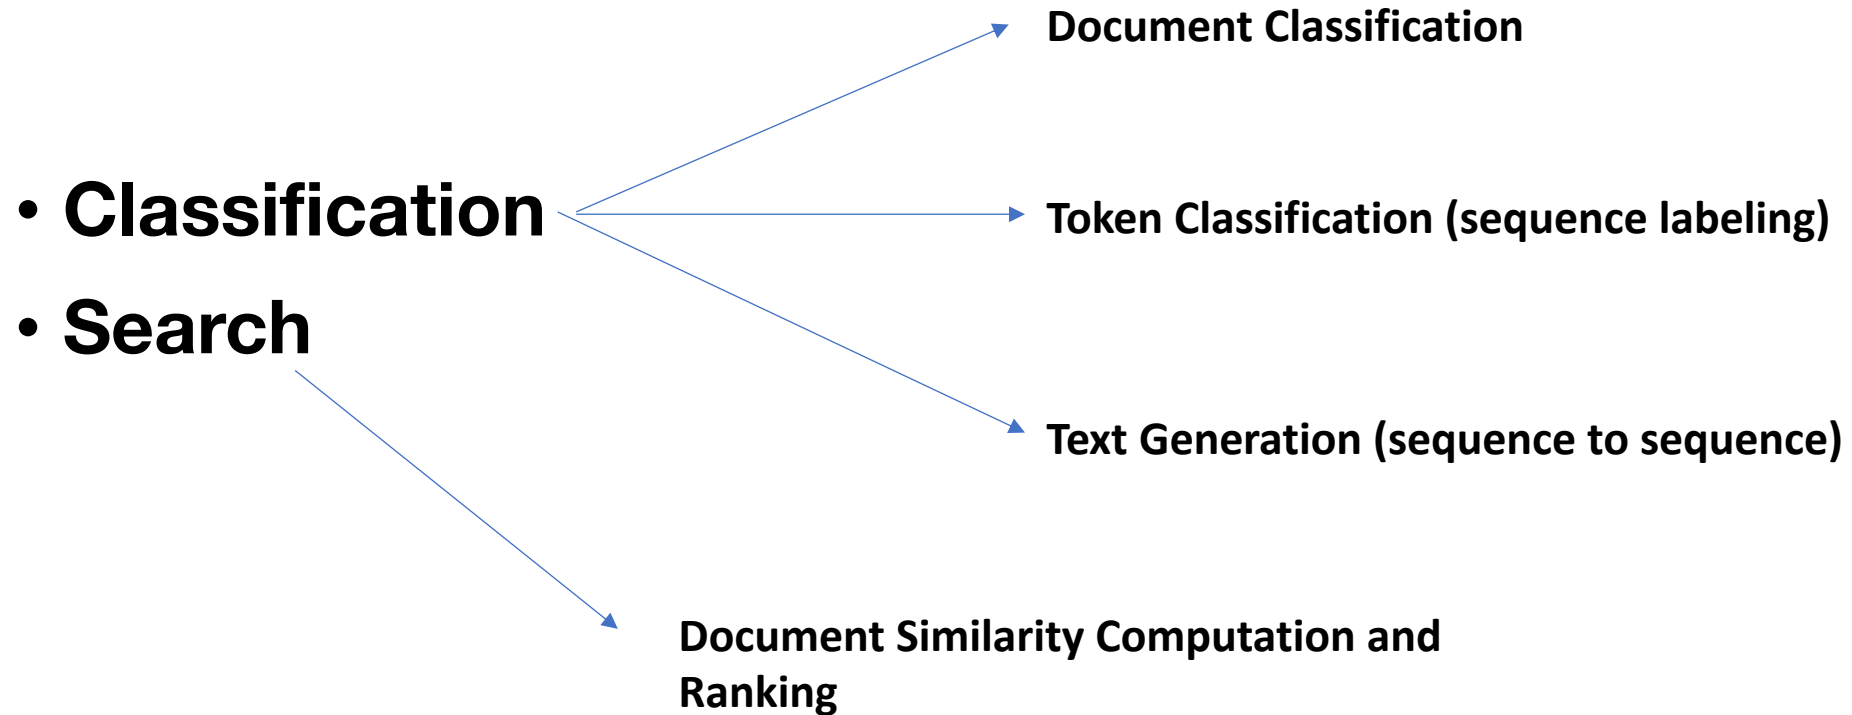 Document Classification
• Classification
Token Classification (sequence labeling)
• Search
Text Generation (sequence to sequence)
Document Similarity Computation and
Ranking